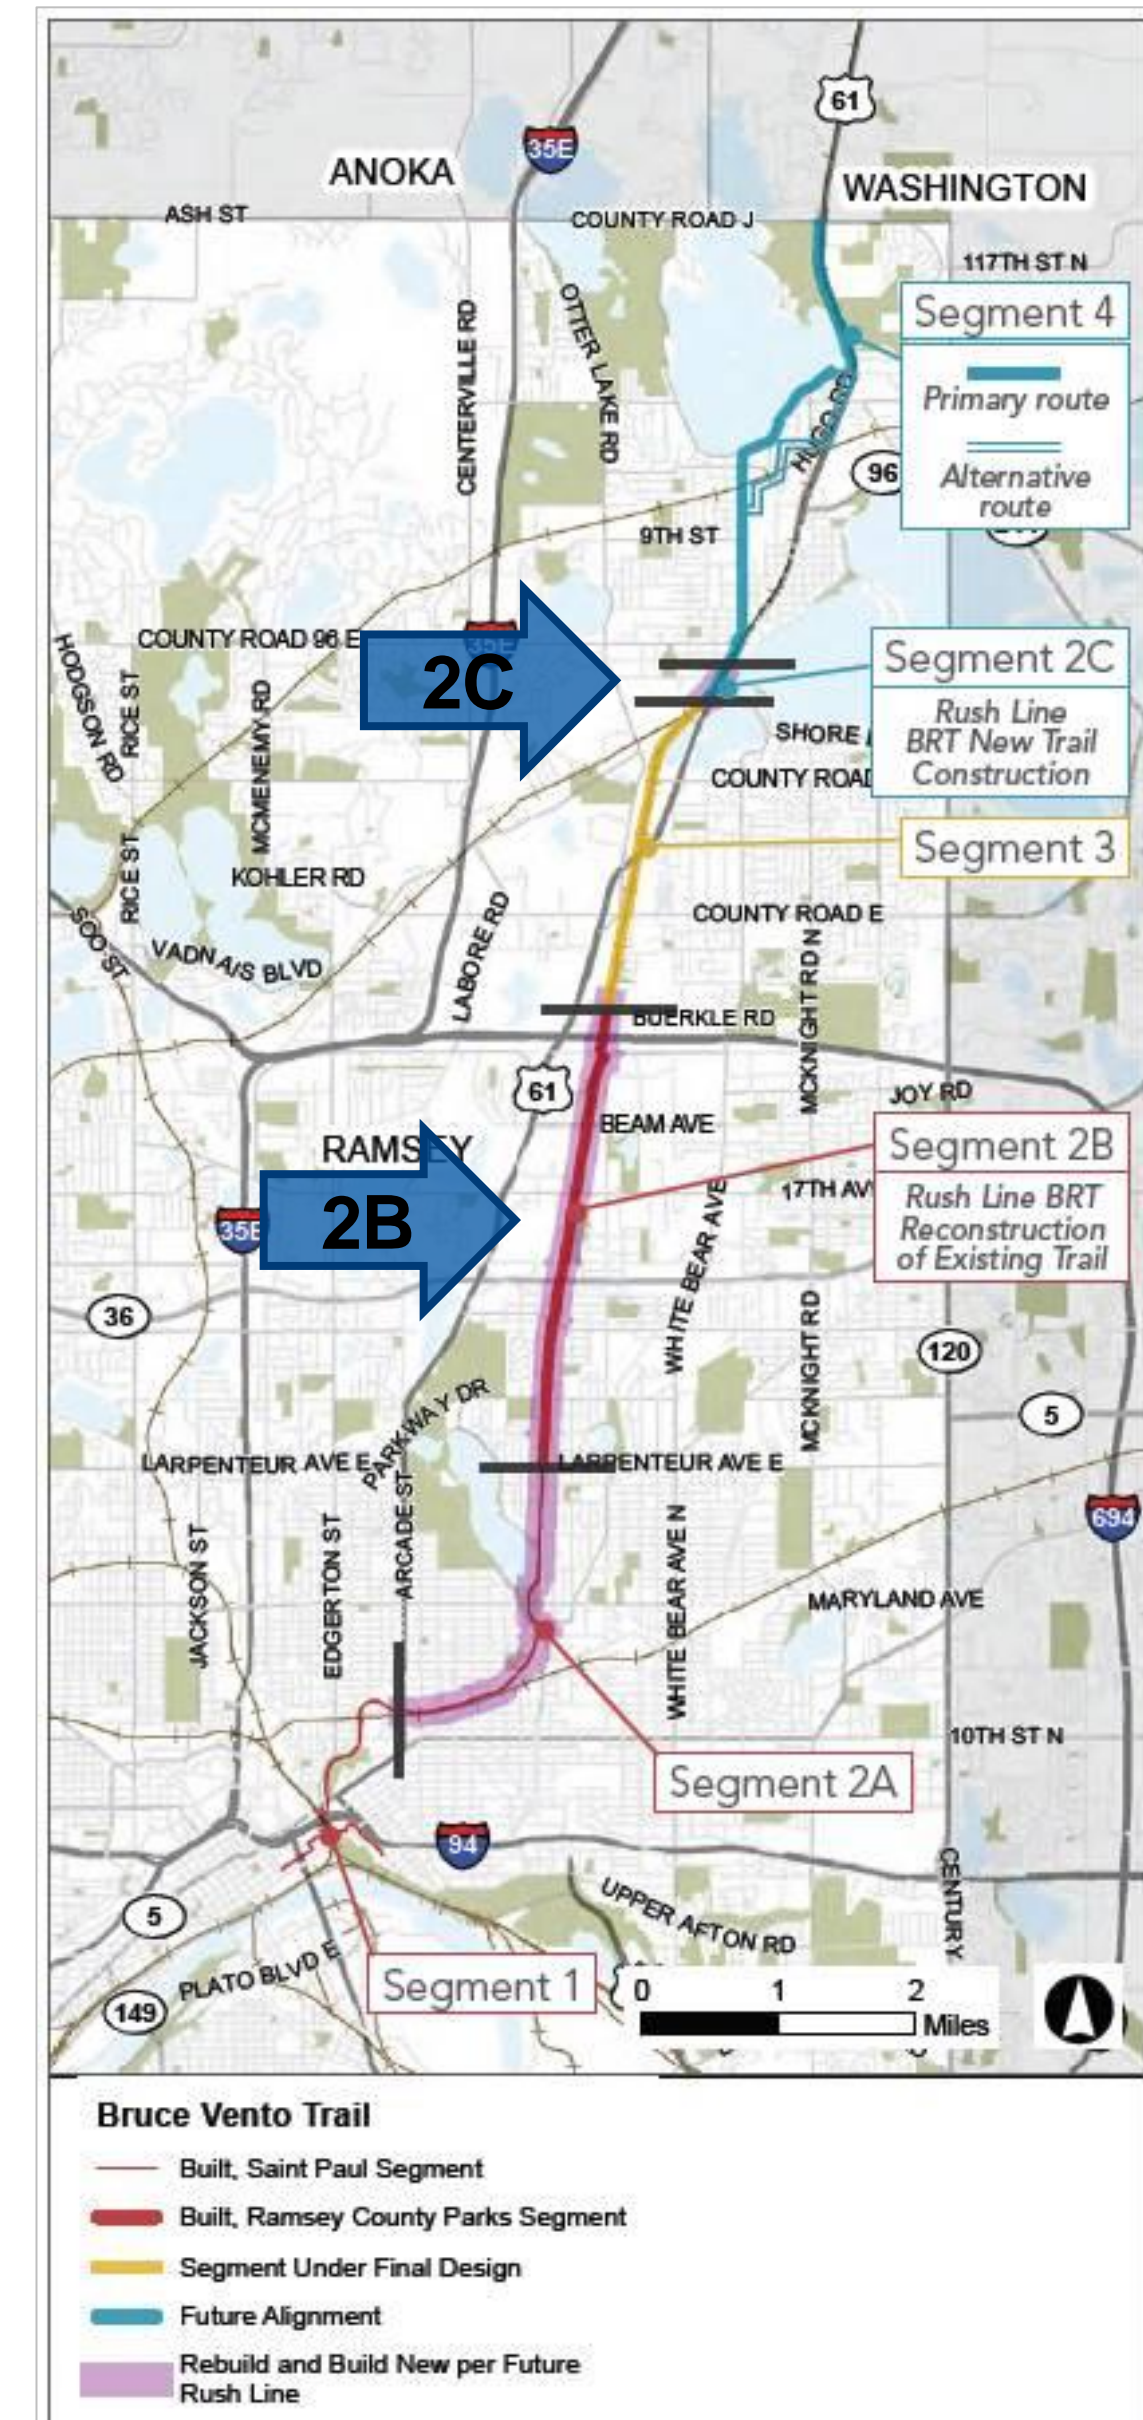 61
35E
ANOKA
WASHINGTON
ASH ST
COUNTY ROAD J
117TH ST N
Segment 4
Primary route
Alternative
route
OTTER LAKE RD
CENTERVILLE RD
HUGO RD
96
9TH ST
COUNTY ROAD 96 E
35E
2C
Segment 2C
Rush Line
BRT New Trail
Construction
HODGSON RD
RICE ST
MCMENEMY RD
SHORE
COUNTY ROAD
Segment 3
RICE ST
KOHLER RD
SOO ST
VADNAIS BLVD
LABORE RD
COUNTY ROAD E
MCKNIGHT RD N
BUERKLE RD
61
JOY RD
BEAM AVE
RAMSEY
Segment 2B
Rush Line BRT
Reconstruction
of Existing Trail
17TH AV
35E
2B
WHITE BEAR AVE
36
MCKNIGHT RD
120
5
PARKWAY DR
LARPENTEUR AVE E
LARPENTEUR AVE E
ARCADE ST
EDGERTON ST
JACKSON ST
WHITE BEAR AVE N
694
MARYLAND AVE
10TH ST N
Segment 2A
94
CENTURY
5
UPPER AFTON RD
PLATO BLVD E
Segment 1
149
0 1 2
Miles
Bruce Vento Trail
Built, Saint Paul Segment
Built, Ramsey County Parks Segment
Segment Under Final Design
Future Alignment
Rebuild and Build New per Future
Rush Line